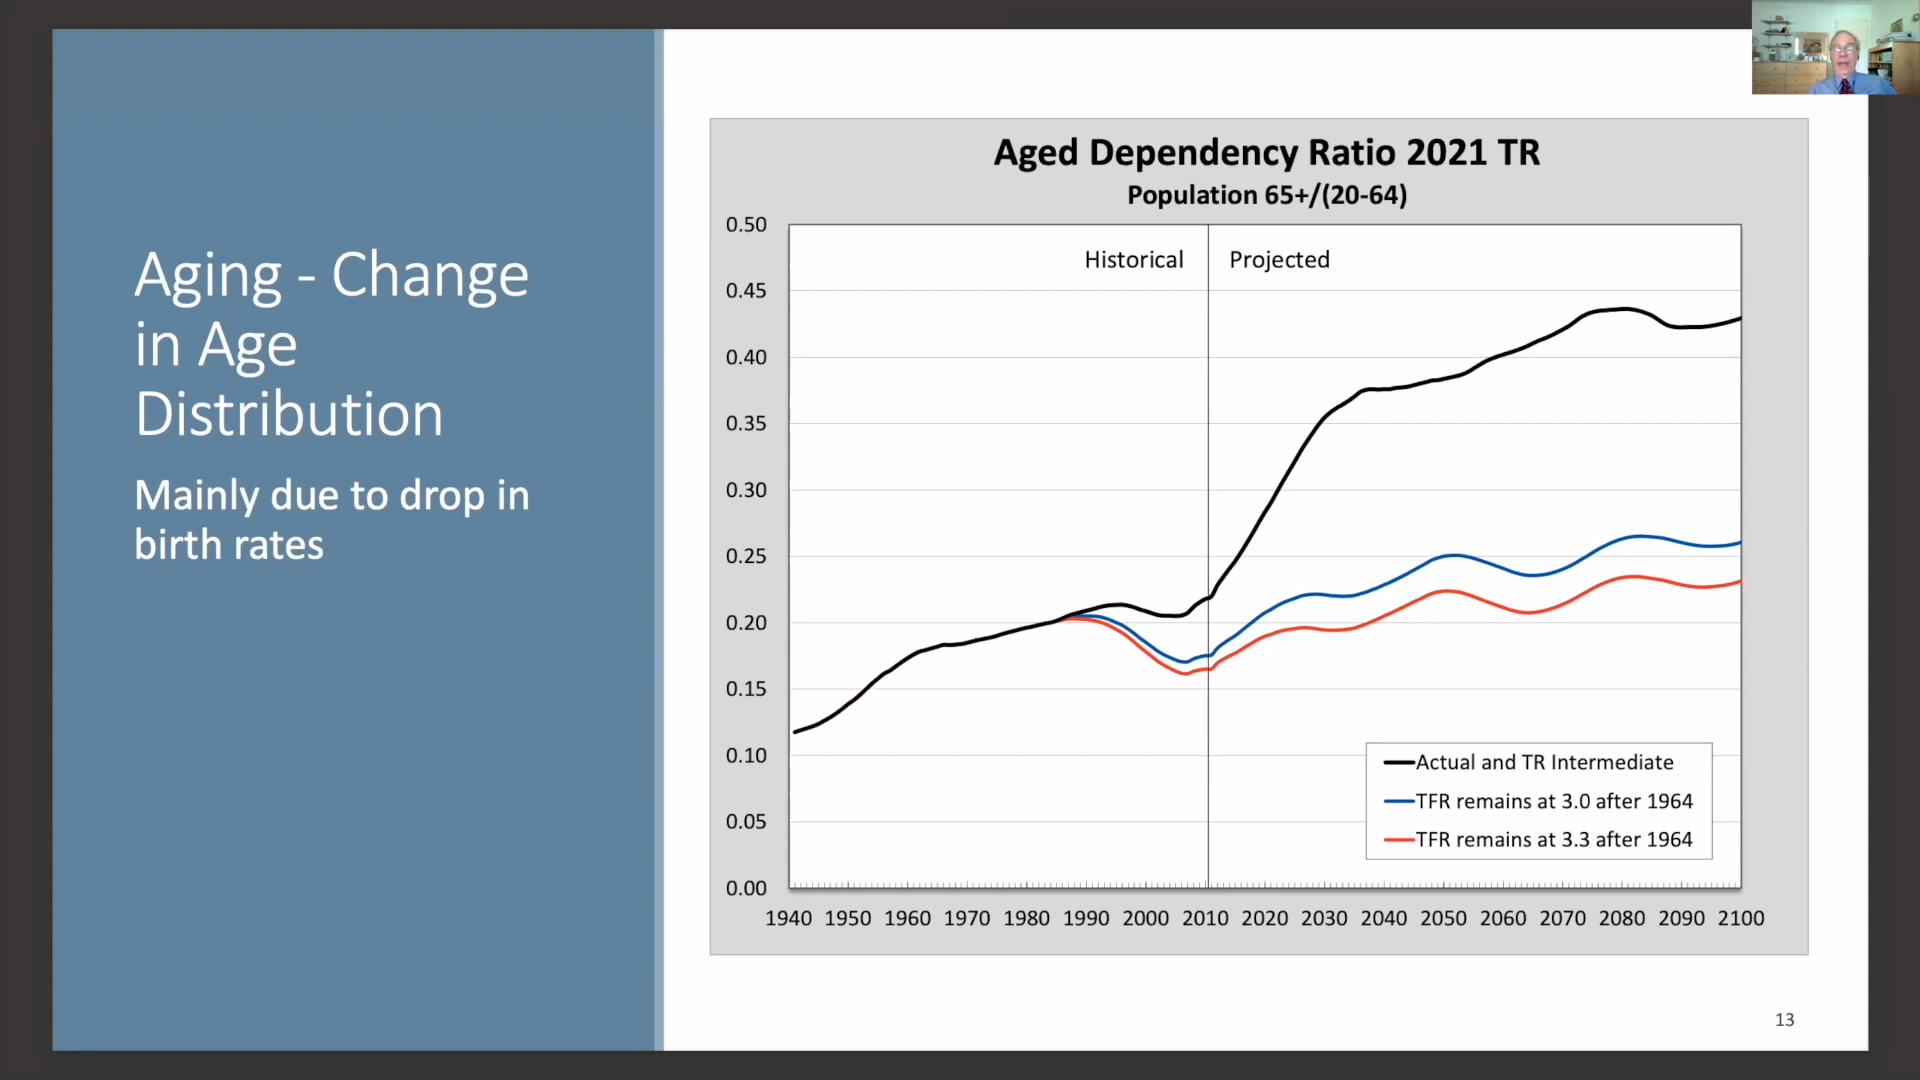 Aging - Change
in Age
Distribution
Mainly due to drop in
birth rates
Aged Dependency Ratio 2021 TR
Population 65+/(20-64)
Historical Projected
0.50
0.45
0.40
0.35
0.30
0.25
0.20
0.15
0.10
0.05
0.00
1940 1950 1960 1970 1980 1990 2000 2010 2020 2030 2040 2050 2060 2070 2080 2090 2100
Actual and TR Intermediate
TFR remains at 3.0 after 1964
TFR remains at 3.3 after 1964
13